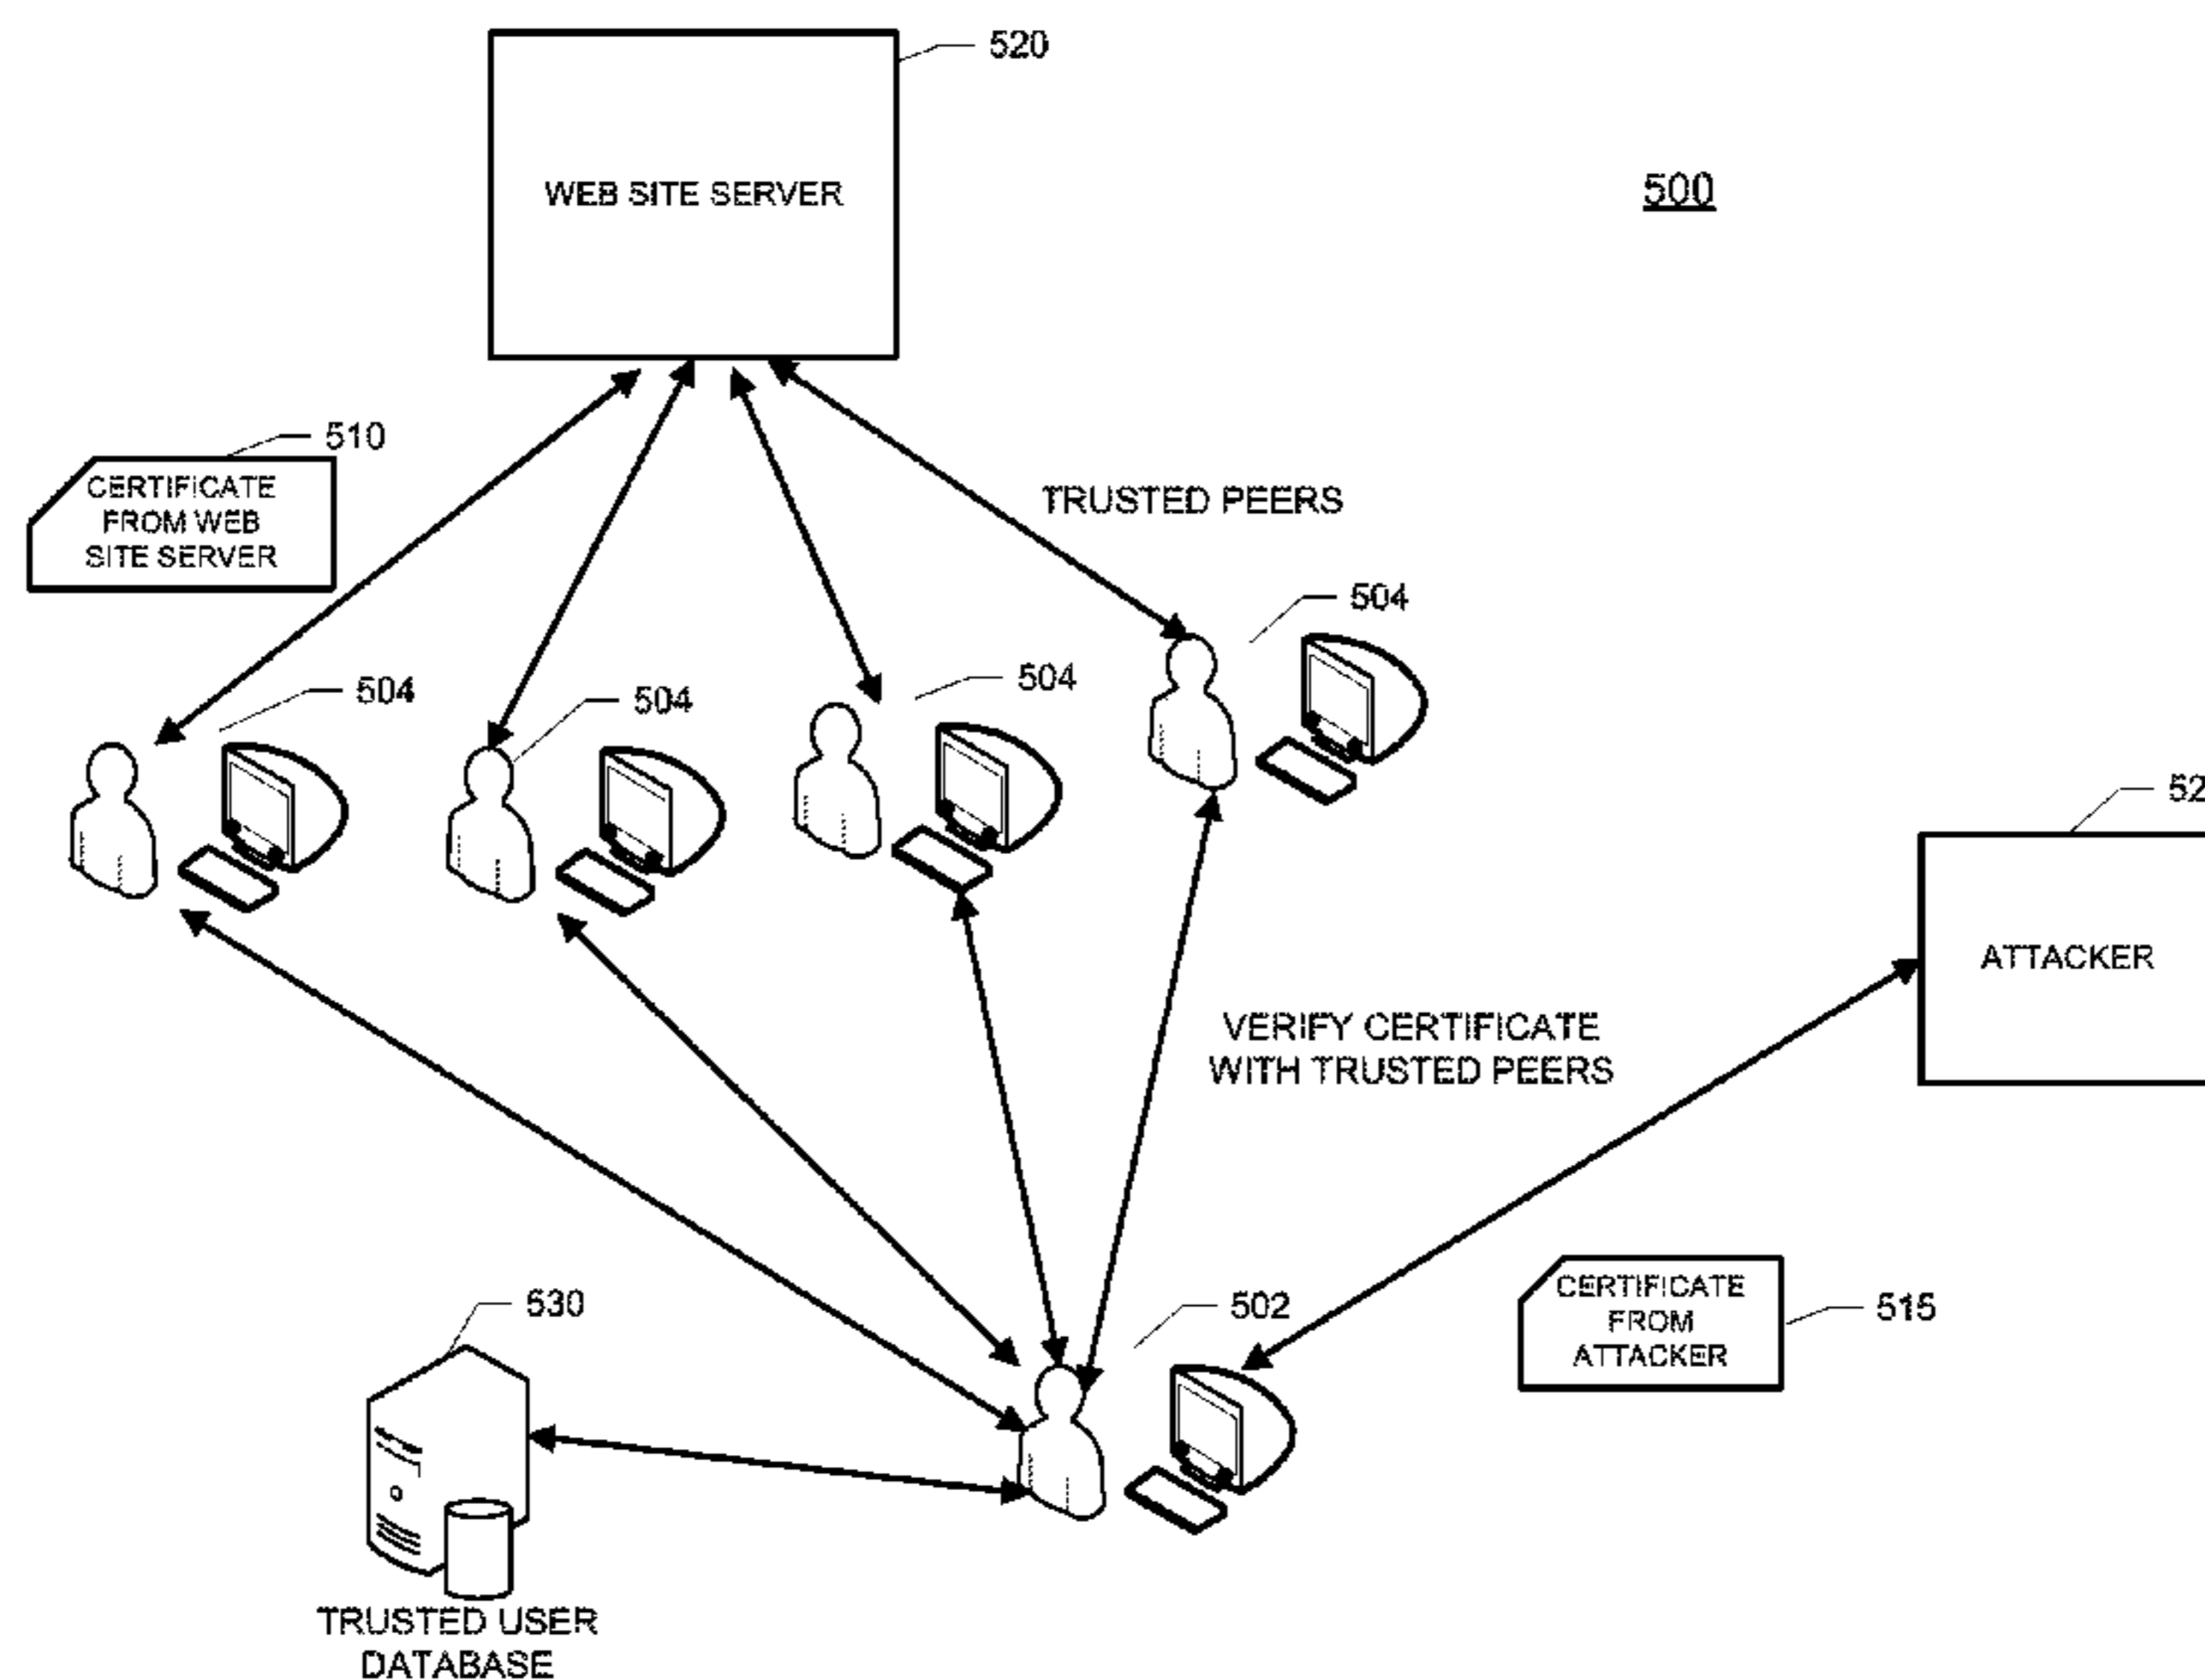 520
WEB SITE SERVER
500
510
CERTIFICATE
FROM WEB
SITE SERVER
TRUSTED PEERS
504
504
504
504
ATTACKER
VERIFY CERTIFICATE
WITH TRUSTED PEERS
530
502
CERTIFICATE
FROM
ATTACKER
515
TRUSTED USER
DATABASE